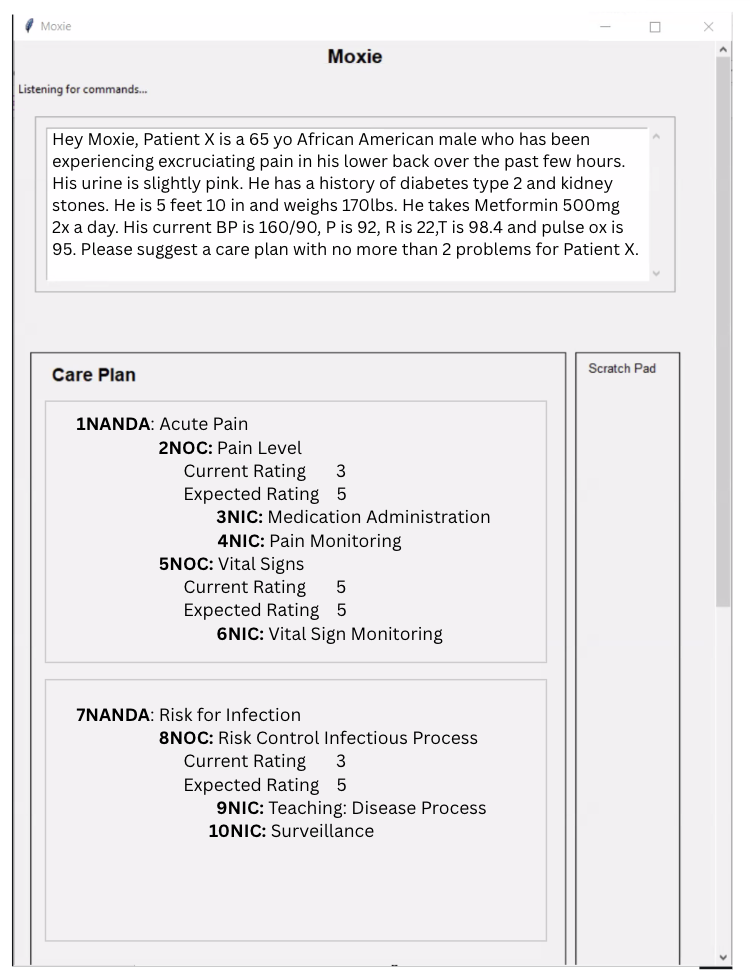 Moxie
Moxie
Listening for commands...
Hey Moxie, Patient X is a 65 yo African American male who has been
experiencing excruciating pain in his lower back over the past few hours.
His urine is slightly pink. He has a history of diabetes type 2 and kidney
stones. He is 5 feet 10 in and weighs 170lbs. He takes Metformin 500mg
2x a day. His current BP is 160/90, P is 92, R is 22,T is 98.4 and pulse ox is
95. Please suggest a care plan with no more than 2 problems for Patient X.
Care Plan
1NANDA: Acute Pain
2NOC: Pain Level
Current Rating 3
Expected Rating 5
3NIC: Medication Administration
4NIC: Pain Monitoring
5NOC: Vital Signs
Current Rating 5
Expected Rating 5
6NIC: Vital Sign Monitoring
7NANDA: Risk for Infection
8NOC: Risk Control Infectious Process
Current Rating 3
Expected Rating 5
9NIC: Teaching: Disease Process
10NIC: Surveillance
Scratch Pad